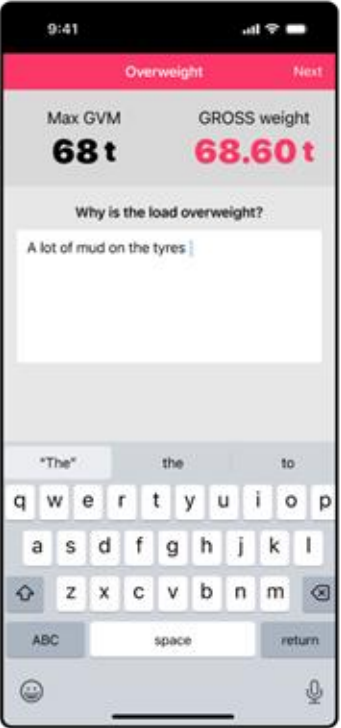 9:41
Overweight Next
Max GVM GROSS weight
68 t 68.60 t
Why is the load overweight?
A lot of mud on the tyres
"The" the to
q w e r t y u i o p
a s d f g h j k l
z x c v b n m
ABC space return